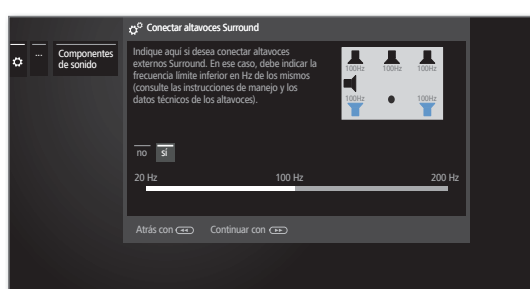 Conectar altavoces Surround
...
Componentes
de sonido
Indique aquí si desea conectar altavoces
externos Surround. En ese caso, debe indicar la
frecuencia límite inferior en Hz de los mismos
(consulte las instrucciones de manejo y los
datos técnicos de los altavoces).
100Hz 100Hz 100Hz
100Hz 100Hz
no sí
20 Hz 100 Hz 200 Hz
Atrás con Continuar con